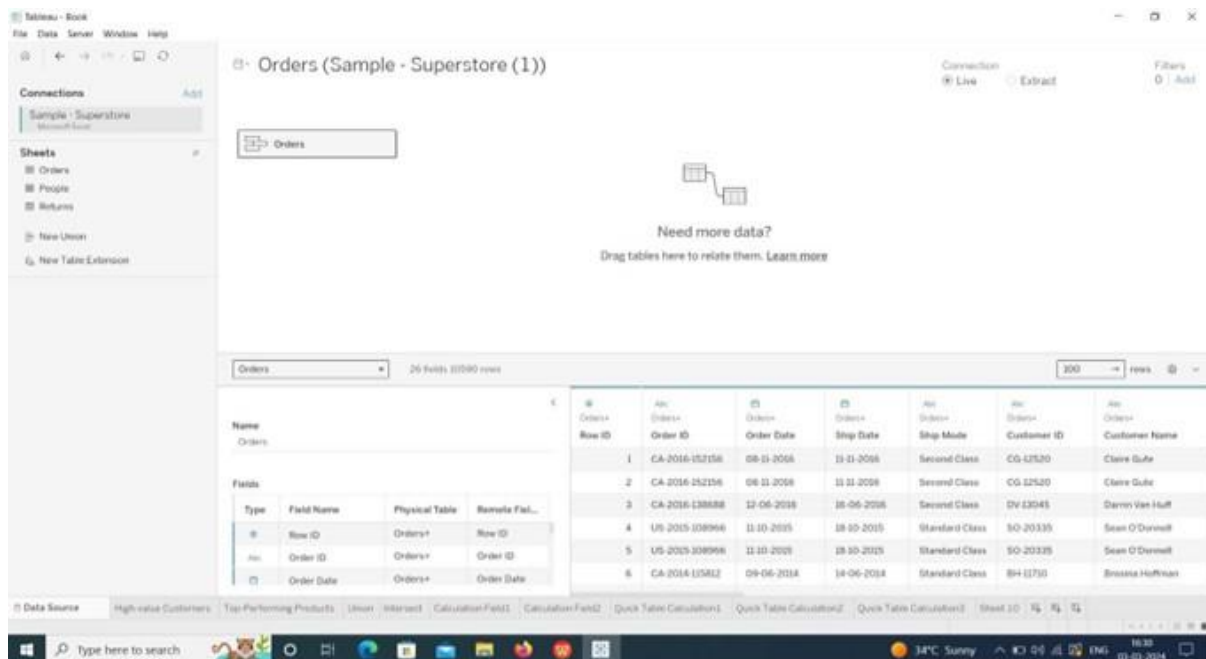 Tableau - Book
File Data Server Window Help
Orders (Sample - Superstore (1))
Connection
Live Extract
Filters
0 Add
Connections Add
Sample - Superstore
Microsoft Excel
Orders
Sheets
Orders
People
Returns
New Union
New Table Extension
Need more data?
Drag tables here to relate them. Learn more
Orders 26 fields 10590 rows 100 rows
Name
Orders
Fields
Type Field Name Physical Table Remote Fiel...
Row ID Orders+ Row ID
Abc Order ID Orders+ Order ID
Order Date Orders+ Order Date
Abc Abc Abc Abc
Orders+ Orders+ Orders+ Orders+ Orders+ Orders+ Orders+
Row ID Order ID Order Date Ship Date Ship Mode Customer ID Customer Name
1 CA-2016-152156 08-11-2016 11-11-2016 Second Class CG-12520 Claire Gute
2 CA-2016-152156 08-11-2016 11-11-2016 Second Class CG-12520 Claire Gute
3 CA-2016-138688 12-06-2016 16-06-2016 Second Class DV-13045 Darrin Van Huff
4 US-2015-108966 11-10-2015 18-10-2015 Standard Class SO-20335 Sean O'Donnell
5 US-2015-108966 11-10-2015 18-10-2015 Standard Class SO-20335 Sean O'Donnell
6 CA-2014-115812 09-06-2014 14-06-2014 Standard Class BH-11710 Brosina Hoffman
Data Source High-value Customers Top-Performing Products Union Intersect Calculation Field1 Calculation Field2 Quick Table Calculation1 Quick Table Calculation2 Quick Table Calculation3 Sheet 10
Type here to search 34°C Sunny ENG 16:30
03-03-2024